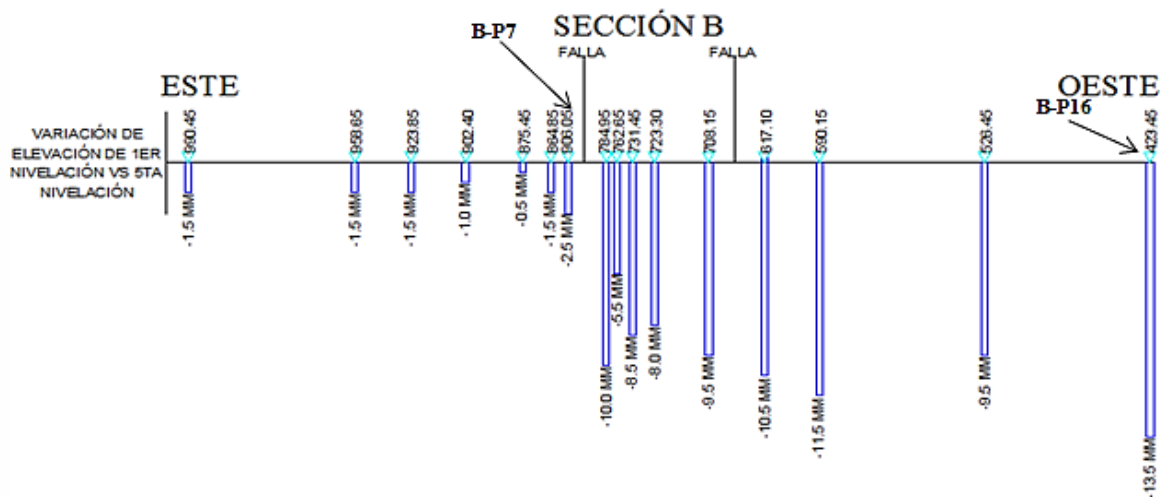 SECCIÓN B
B-P7
FALLA
FALLA
ESTE
OESTE
B-P16
VARIACIÓN DE
ELEVACIÓN DE 1ER
NIVELACIÓN VS 5TA
NIVELACIÓN
960.45
958.65
923.85
902.40
875.45
864.85
906.05
784.95
762.65
731.45
723.30
708.15
617.10
590.15
526.45
423.45
-1.5 MM
-1.5 MM
-1.5 MM
-1.0 MM
-0.5 MM
-1.5 MM
-2.5 MM
-10.0 MM
-5.5 MM
-8.5 MM
-8.0 MM
-9.5 MM
-10.5 MM
-11.5 MM
-9.5 MM
-13.5 MM